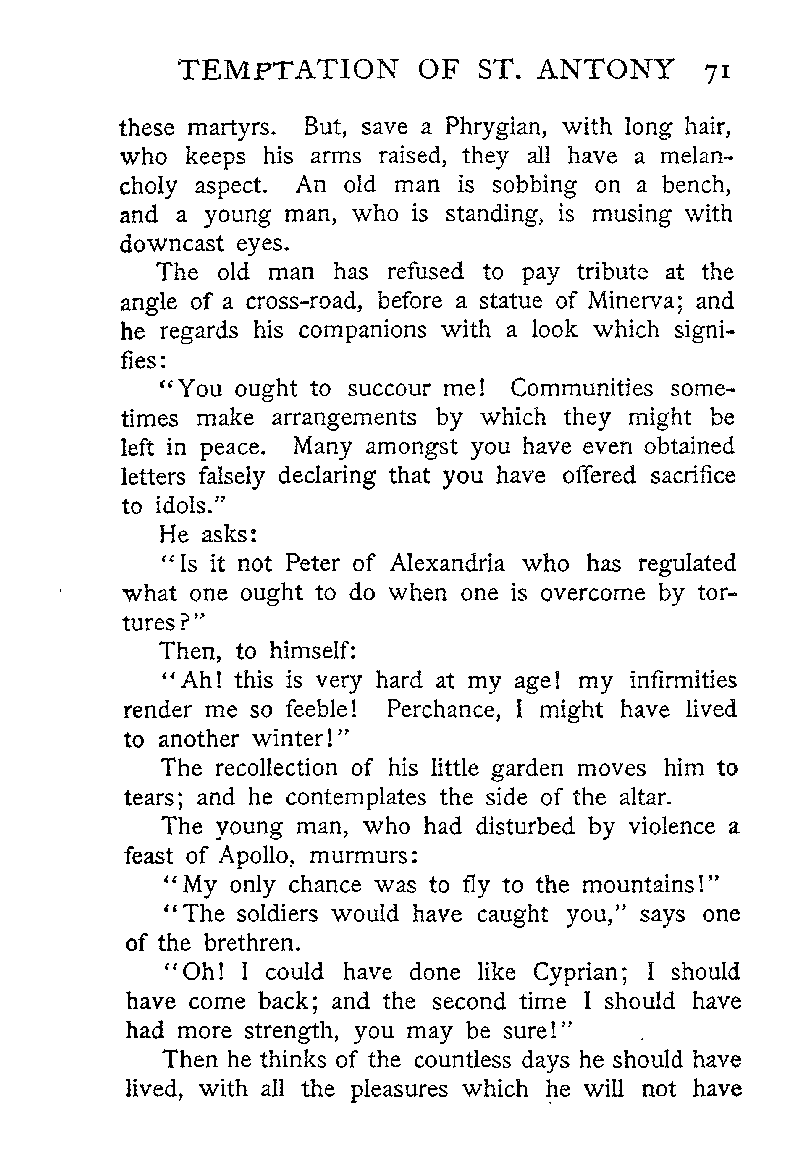 TEMPTATION OF ST. ANTONY 71
these martyrs. But, save a Phrygian, with long hair,
who keeps his arms raised, they all have a melan-
choly aspect. An old man is sobbing on a bench,
and a young man, who is standing, is musing with
downcast eyes.
The old man has refused to pay tribute at the
angle of a cross-road, before a statue of Minerva; and
he regards his companions with a look which signi-
fies:
"You ought to succour me! Communities some-
times make arrangements by which they might be
left in peace. Many amongst you have even obtained
letters falsely declaring that you have offered sacrifice
to idols."
He asks:
"Is it not Peter of Alexandria who has regulated
what one ought to do when one is overcome by tor-
tures?"
Then, to himself:
"Ah! this is very hard at my age! my infirmities
render me so feeble! Perchance, I might have lived
to another winter!"
The recollection of his little garden moves him to
tears; and he contemplates the side of the altar.
The young man, who had disturbed by violence a
feast of Apollo, murmurs:
"My only chance was to fly to the mountains!"
"The soldiers would have caught you," says one
of the brethren.
"Oh! I could have done like Cyprian; I should
have come back; and the second time I should have
had more strength, you may be sure!"
Then he thinks of the countless days he should have
lived, with all the pleasures which he will not have